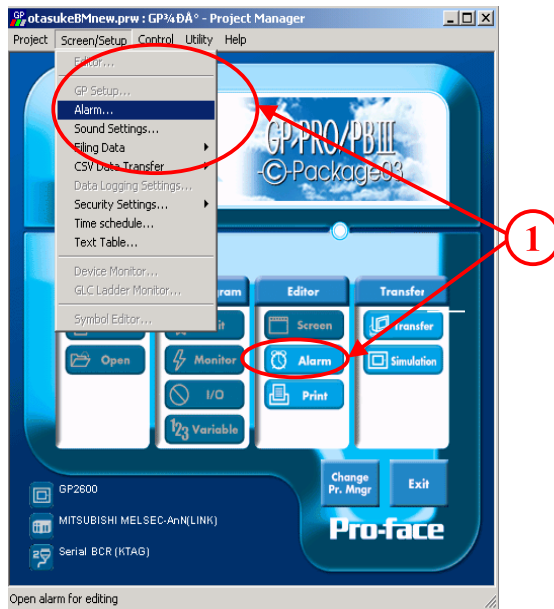 otasukeBMnew.prw : GP¾ÐÅ° - Project Manager
Project Screen/Setup Control Utility Help
Editor...
GP Setup...
Alarm...
Sound Settings...
Filing Data
CSV Data Transfer
Data Logging Settings...
Security Settings...
Time schedule...
Text Table...
Device Monitor...
GLC Ladder Monitor...
Symbol Editor...
GP-PRO/PBIII
-©-Package03
1
Editor
Transfer
Screen
Transfer
Open
Monitor
Alarm
Simulation
I/O
Print
123 Variable
Change
Pr. Mngr
Exit
GP2600
MITSUBISHI MELSEC-AnN(LINK)
Serial BCR (KTAG)
Pro-face
Open alarm for editing